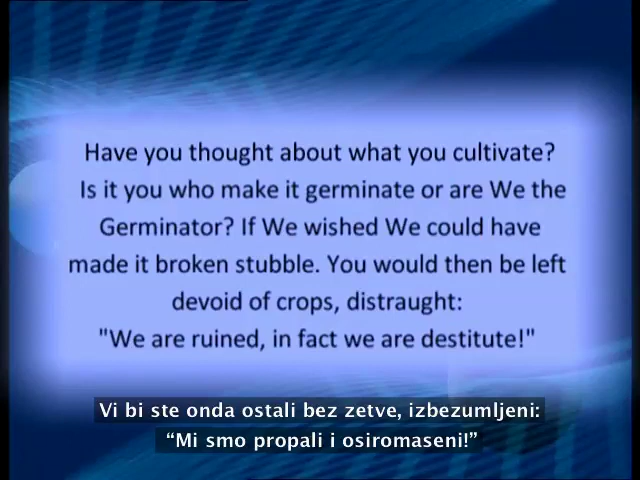 Have you thought about what you cultivate?
Is it you who make it germinate or are We the
Germinator? If We wished We could have
made it broken stubble. You would then be left
devoid of crops, distraught:
"We are ruined, in fact we are destitute!"
Vi bi ste onda ostali bez zetve, izbezumljeni:
“Mi smo propali i osiromaseni!”